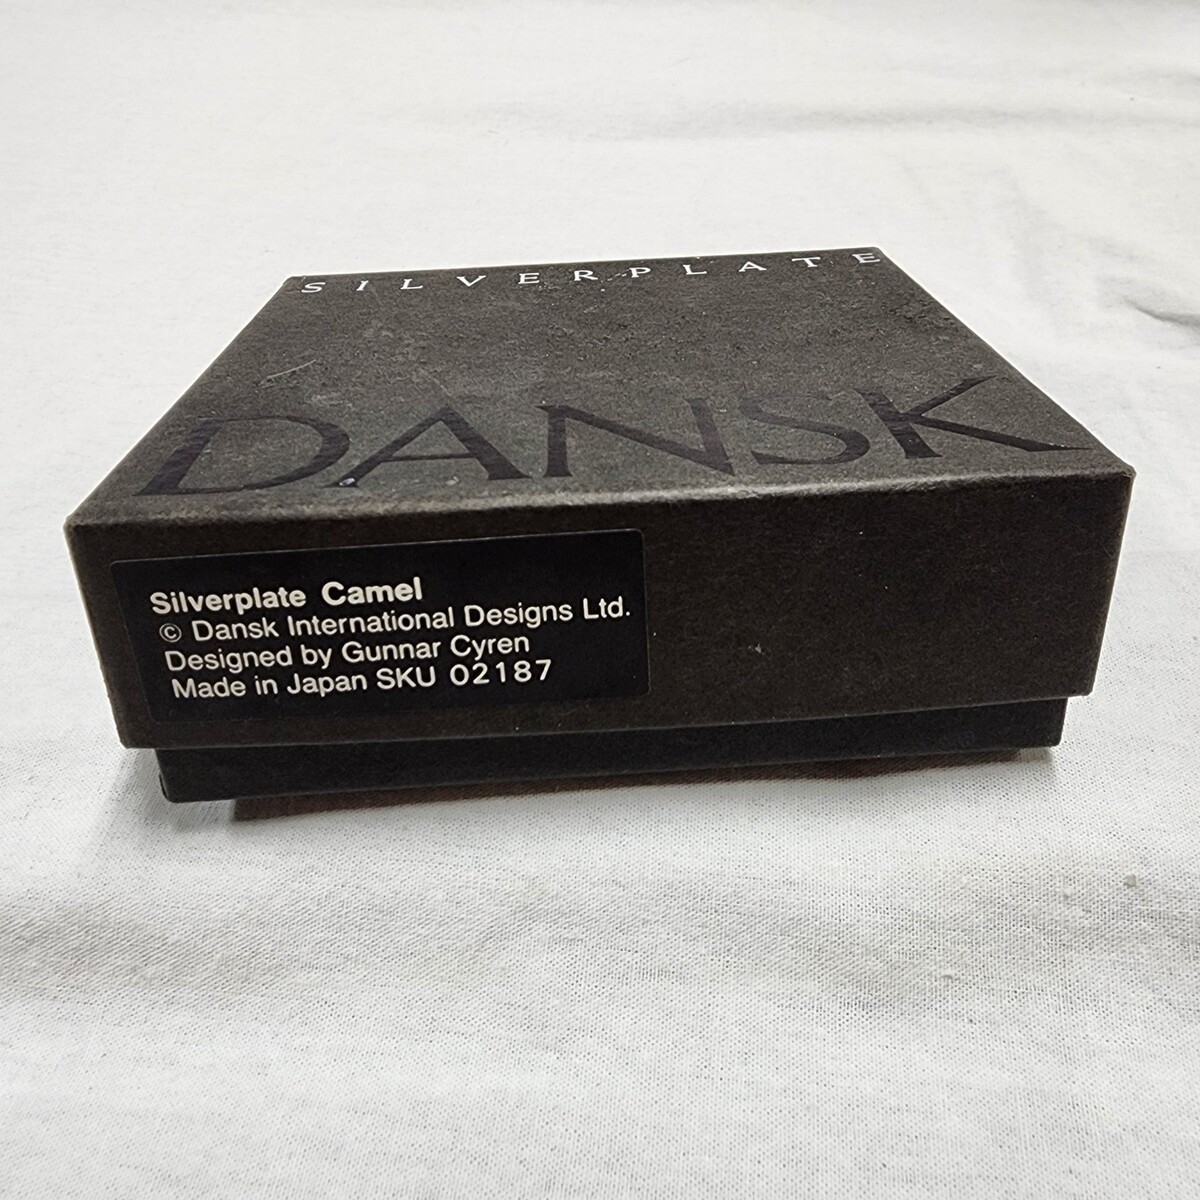 SILVERPLATE
DANSK
Silverplate Camel
© Dansk International Designs Ltd.
Designed by Gunnar Cyren
Made in Japan SKU 02187